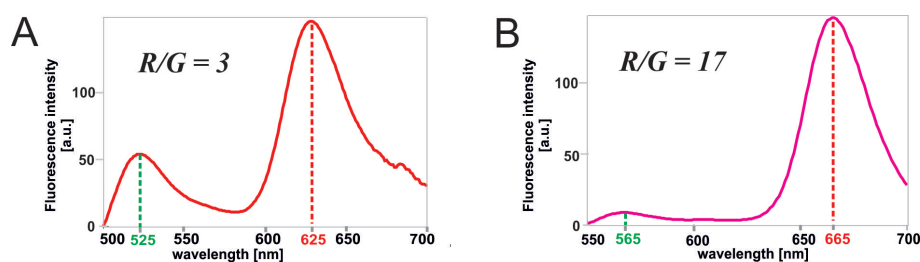 A
R/G = 3
Fluorescence intensity
[a.u.]
100
50
0
500 525 550 600 625 650 700
wavelength [nm]
B
R/G = 17
Fluorescence intensity
[a.u.]
100
50
0
550 565 600 650 665 700
wavelength [nm]